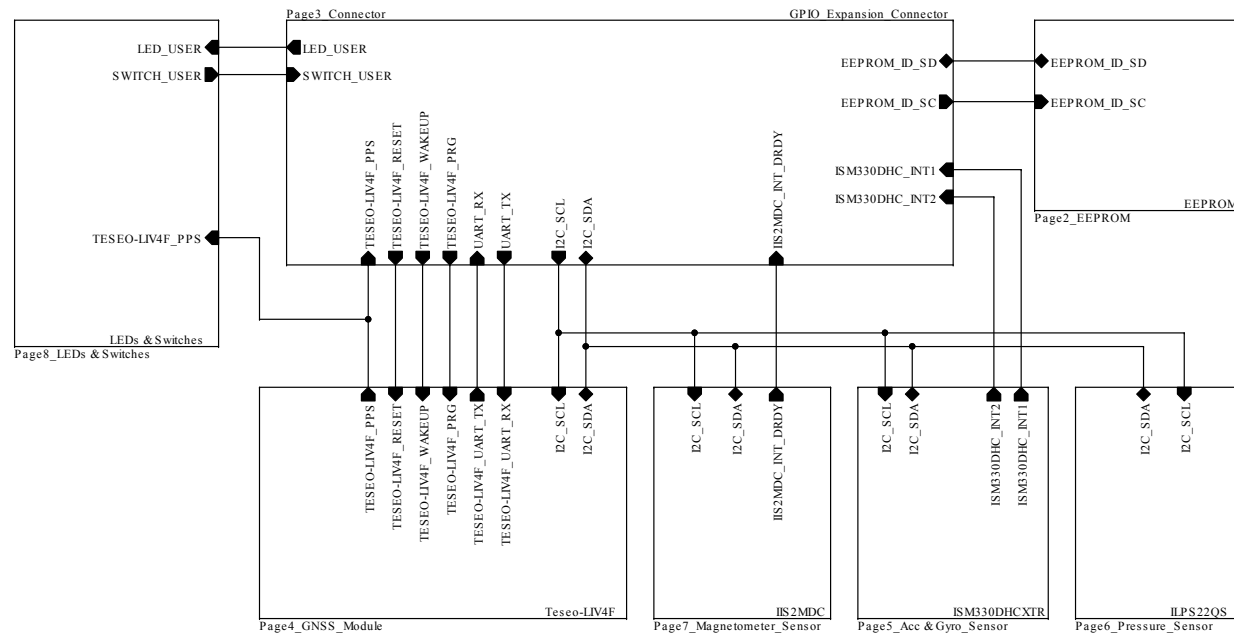 Page3_Connector
GPIO_Expansion_Connector
LED_USER
LED_USER
SWITCH_USER
SWITCH_USER
EEPROM_ID_SD
EEPROM_ID_SD
EEPROM_ID_SC
EEPROM_ID_SC
TESEO-LIV4F_PPS
TESEO-LIV4F_RESET
TESEO-LIV4F_WAKEUP
TESEO-LIV4F_PRG
UART_RX
UART_TX
I2C_SCL
I2C_SDA
IIS2MDC_INT_DRDY
ISM330DHC_INT1
ISM330DHC_INT2
EEPROM
Page2_EEPROM
TESEO-LIV4F_PPS
LEDs & Switches
Page8_LEDs & Switches
TESEO-LIV4F_PPS
TESEO-LIV4F_RESET
TESEO-LIV4F_WAKEUP
TESEO-LIV4F_PRG
TESEO-LIV4F_UART_TX
TESEO-LIV4F_UART_RX
I2C_SCL
I2C_SDA
Teseo-LIV4F
Page4_GNSS_Module
I2C_SCL
I2C_SDA
IIS2MDC_INT_DRDY
IIS2MDC
Page7_Magnetometer_Sensor
I2C_SCL
I2C_SDA
ISM330DHC_INT2
ISM330DHC_INT1
ISM330DHCXTR
Page5_Acc & Gyro_Sensor
I2C_SDA
I2C_SCL
ILPS22QS
Page6_Pressure_Sensor